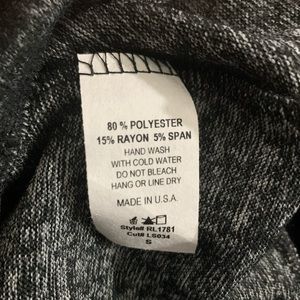 80 % POLYESTER
15% RAYON 5% SPAN
HAND WASH
WITH COLD WATER
DO NOT BLEACH
HANG OR LINE DRY
MADE IN U.S.A.
Style# RL1781
Cut# LS034
S